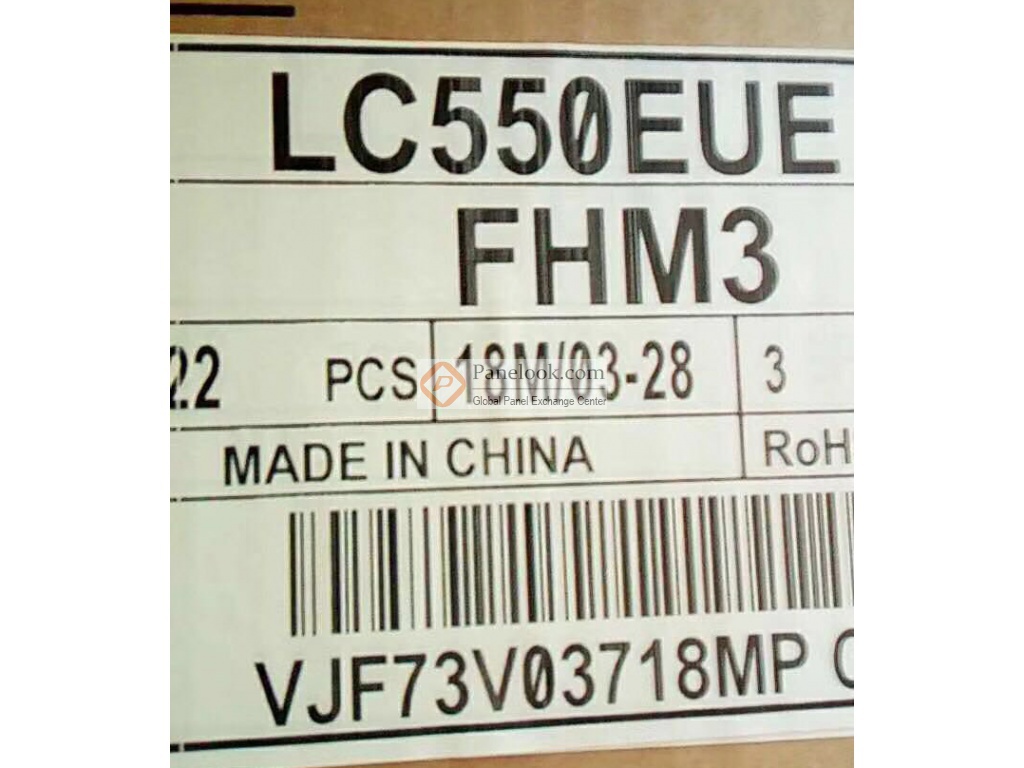 LC550EUE
FHM3
22 PCS 18M/03-28 3
Panelook.com
Global Panel Exchange Center
MADE IN CHINA RoH
VJF73V03718MP